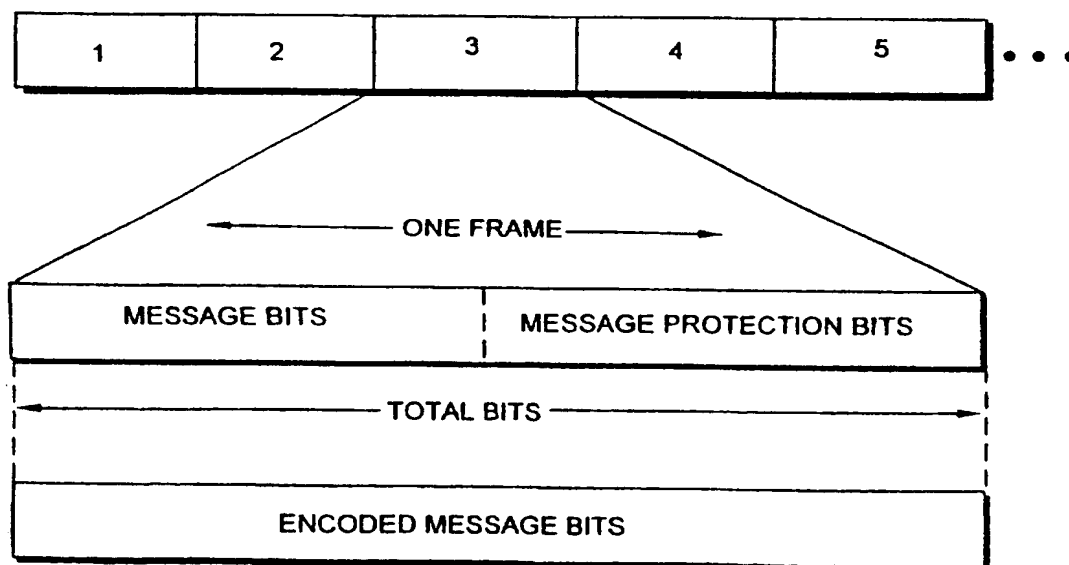 1 2 3 4 5 • • •
ONE FRAME
MESSAGE BITS MESSAGE PROTECTION BITS
TOTAL BITS
ENCODED MESSAGE BITS